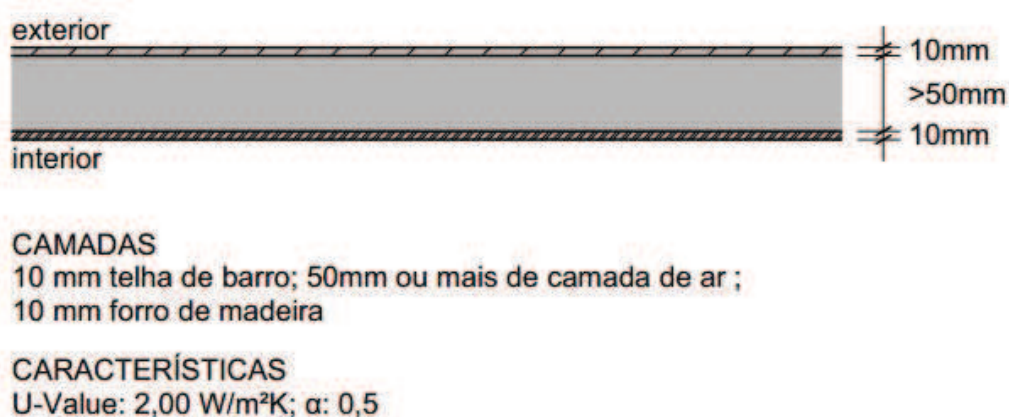 exterior
10mm
>50mm
10mm
interior
CAMADAS
10 mm telha de barro; 50mm ou mais de camada de ar ;
10 mm forro de madeira
CARACTERÍSTICAS
U-Value: 2,00 W/m²K; α: 0,5